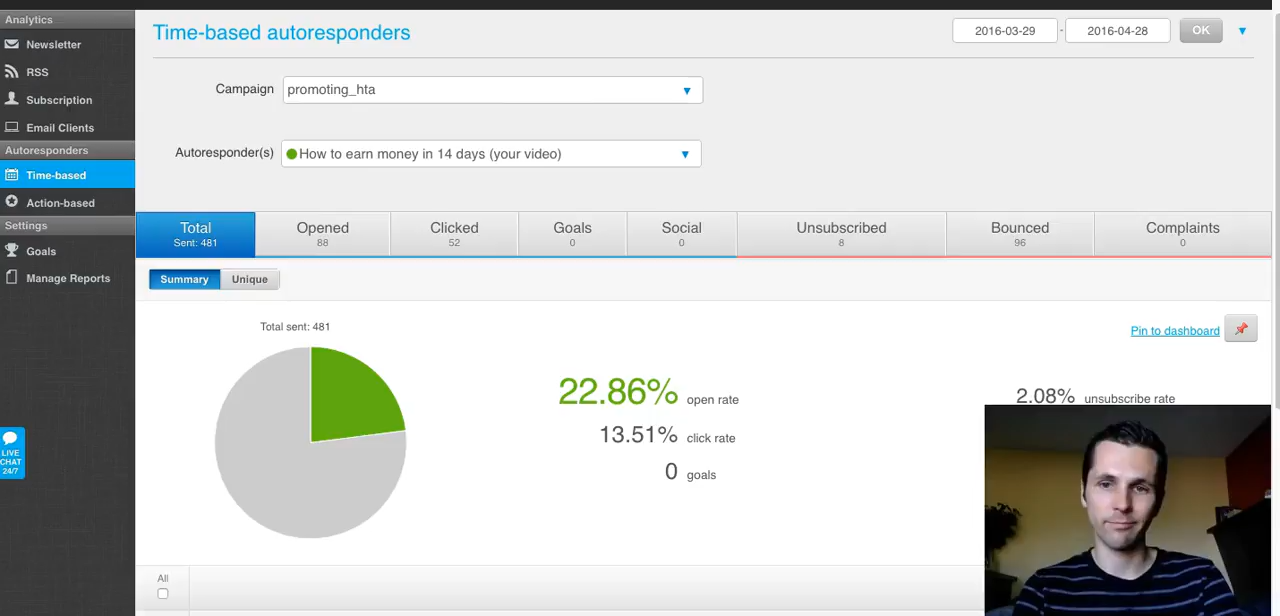 Analytics
Newsletter
RSS
Subscription
Email Clients
Autoresponders
Time-based
Action-based
Settings
Goals
Manage Reports
LIVE
CHAT
24/7
Time-based autoresponders
2016-03-29 - 2016-04-28 OK
Campaign promoting_hta
Autoresponder(s) How to earn money in 14 days (your video)
Total Opened Clicked Goals Social Unsubscribed Bounced Complaints
Sent: 481 88 52 0 0 8 96 0
Summary Unique
Total sent: 481
Pin to dashboard
22.86% open rate
2.08% unsubscribe rate
13.51% click rate
0 goals
All